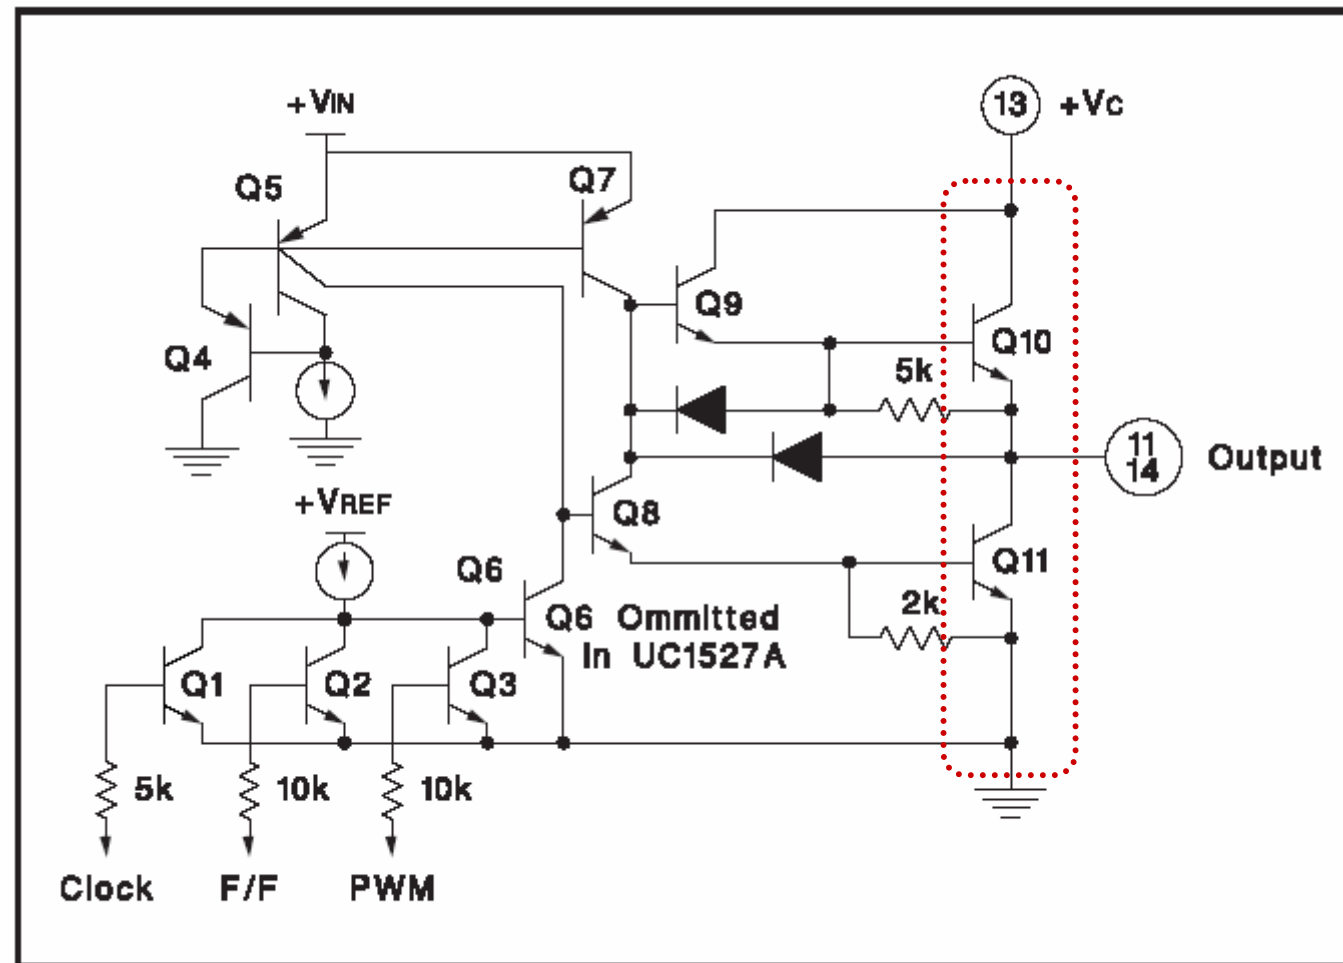 +VIN
13 +VC
Q5
Q7
Q9
Q10
Q4
5k
11
14
Output
+VREF
Q8
Q6
Q11
2k
Q6 Ommitted
In UC1527A
Q1
Q2
Q3
5k
10k
10k
Clock
F/F
PWM